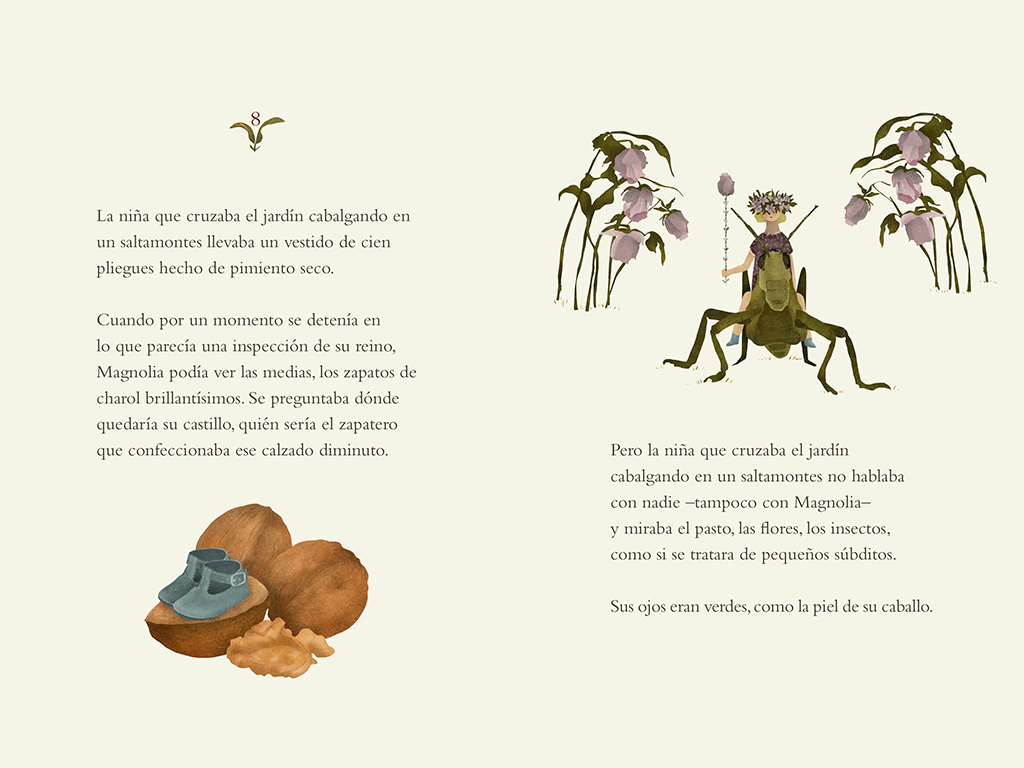 8
La niña que cruzaba el jardín cabalgando en
un saltamontes llevaba un vestido de cien
pliegues hecho de pimiento seco.
Cuando por un momento se detenía en
lo que parecía una inspección de su reino,
Magnolia podía ver las medias, los zapatos de
charol brillantísimos. Se preguntaba dónde
quedaría su castillo, quién sería el zapatero
que confeccionaba ese calzado diminuto.
Pero la niña que cruzaba el jardín
cabalgando en un saltamontes no hablaba
con nadie –tampoco con Magnolia–
y miraba el pasto, las flores, los insectos,
como si se tratara de pequeños súbditos.
Sus ojos eran verdes, como la piel de su caballo.